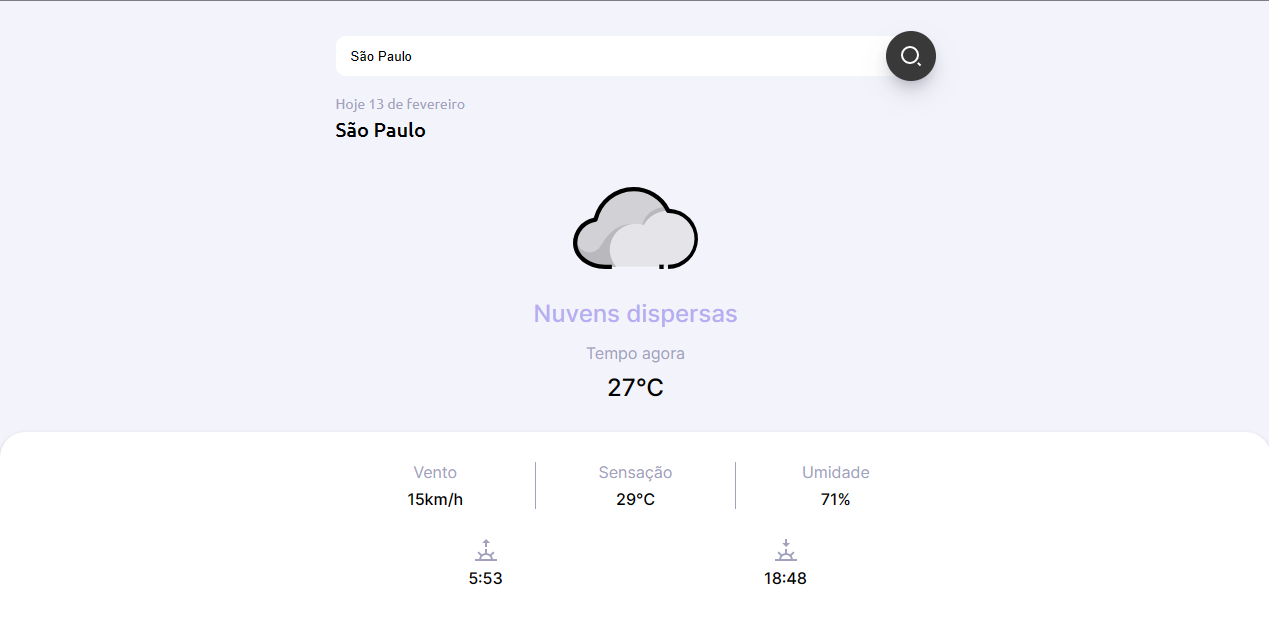 São Paulo
Hoje 13 de fevereiro
São Paulo
Nuvens dispersas
Tempo agora
27°C
Vento
15km/h
Sensação
29°C
Umidade
71%
5:53
18:48